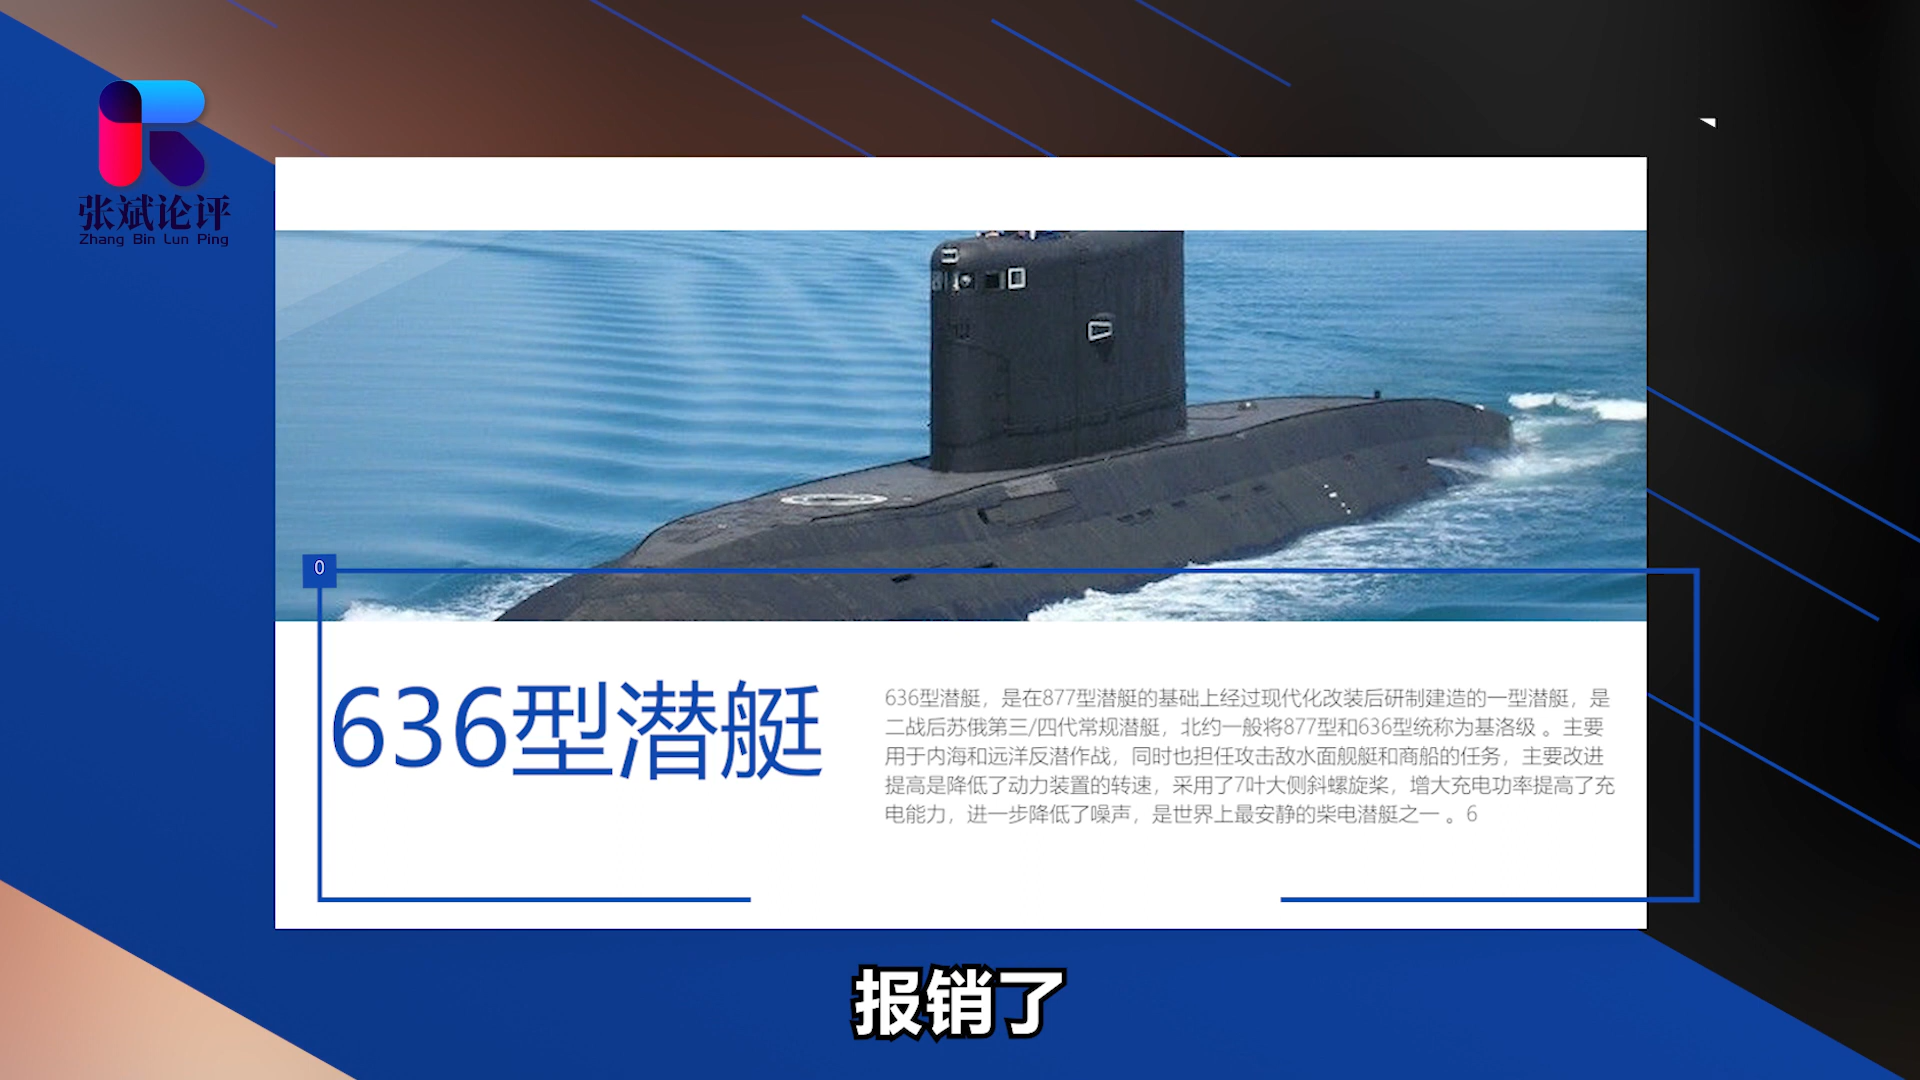 张斌论评
Zhang Bin Lun Ping
0
636型潜艇
636型潜艇，是在877型潜艇的基础上经过现代化改装后研制建造的一型潜艇，是
二战后苏俄第三/四代常规潜艇，北约一般将877型和636型统称为基洛级 。主要
用于内海和远洋反潜作战，同时也担任攻击敌水面舰艇和商船的任务，主要改进
提高是降低了动力装置的转速，采用了7叶大侧斜螺旋桨，增大充电功率提高了充
电能力，进一步降低了噪声，是世界上最安静的柴电潜艇之一 。6
报销了